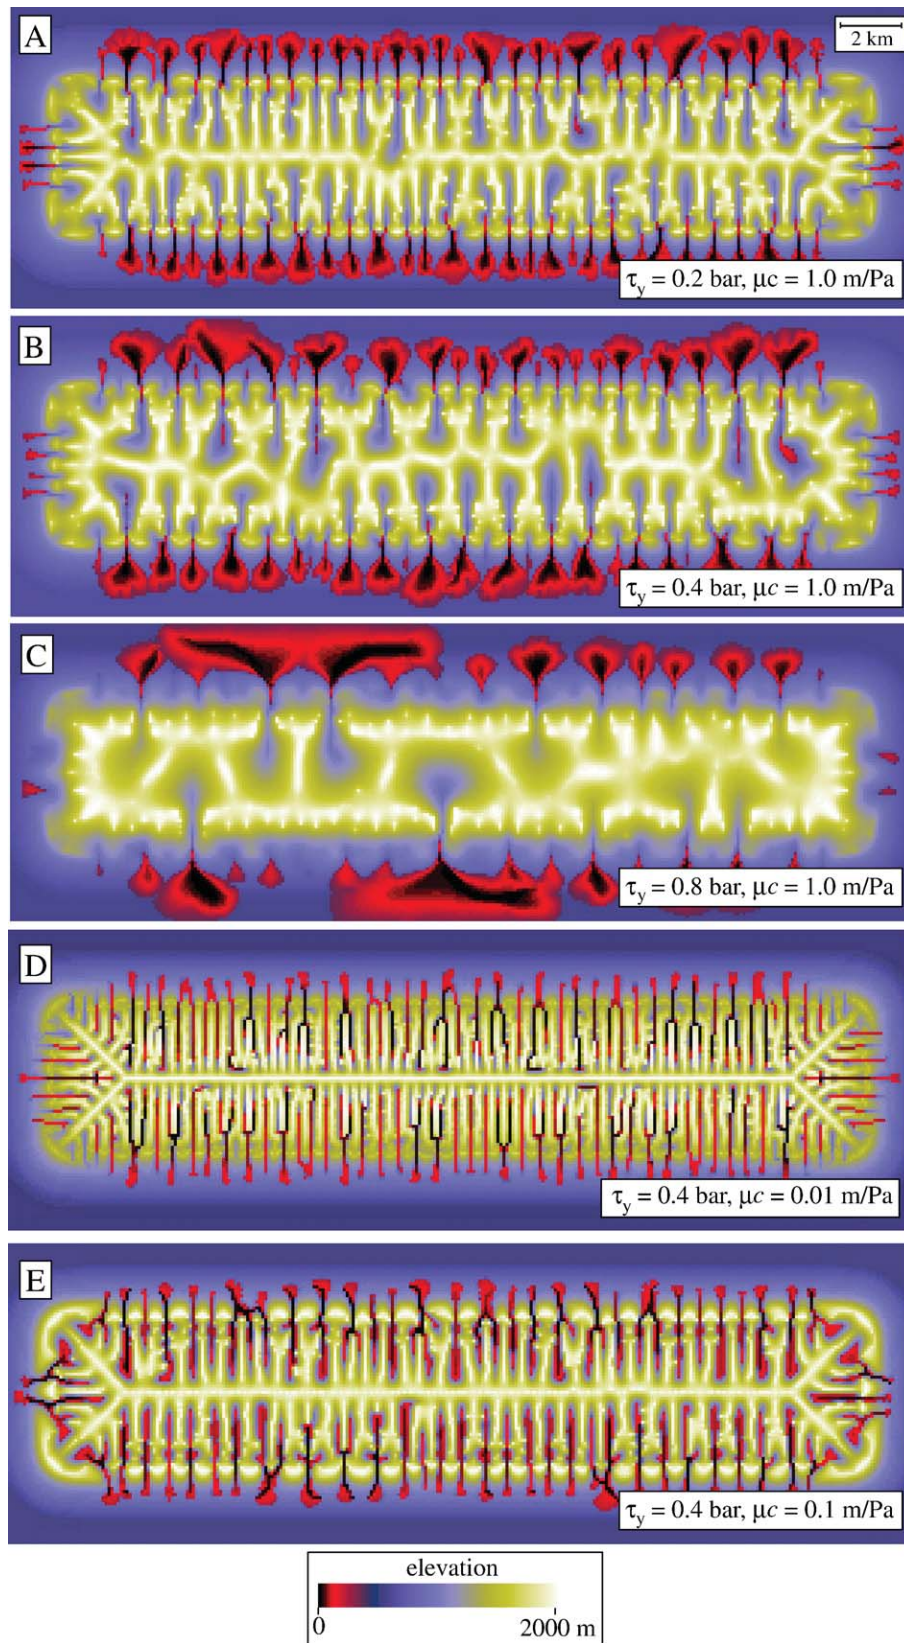 A
2 km
τy = 0.2 bar, μc = 1.0 m/Pa
B
τy = 0.4 bar, μc = 1.0 m/Pa
C
τy = 0.8 bar, μc = 1.0 m/Pa
D
τy = 0.4 bar, μc = 0.01 m/Pa
E
τy = 0.4 bar, μc = 0.1 m/Pa
elevation
0 2000 m